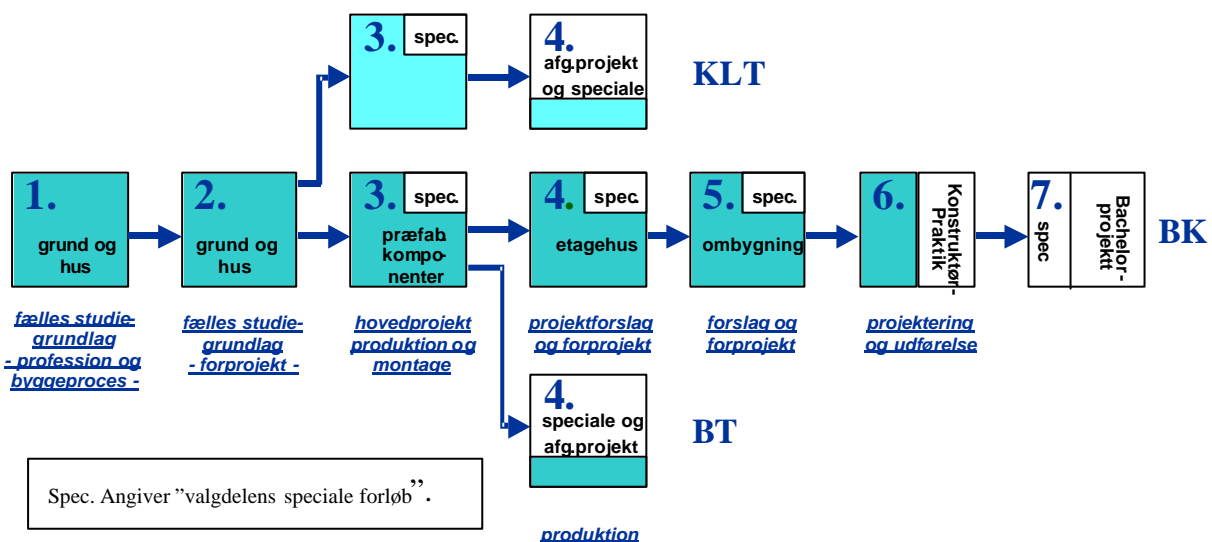 3. spec.
4.
afg.projekt
og speciale
KLT
1.
grund og
hus
2.
grund og
hus
3. spec.
præfab.
kompo-
nenter
4. spec.
etagehus
5. spec.
ombygning
6.
Konstruktør-
Praktik
7.
spec
Bachelor-
projektt
BK
fælles studie-
grundlag
- profession og
byggeproces -
fælles studie-
grundlag
- forprojekt -
hovedprojekt
produktion og
montage
projektforslag
og forprojekt
forslag og
forprojekt
projektering
og udførelse
4.
speciale og
afg.projekt
BT
produktion
Spec. Angiver ”valgdelens speciale forløb”.